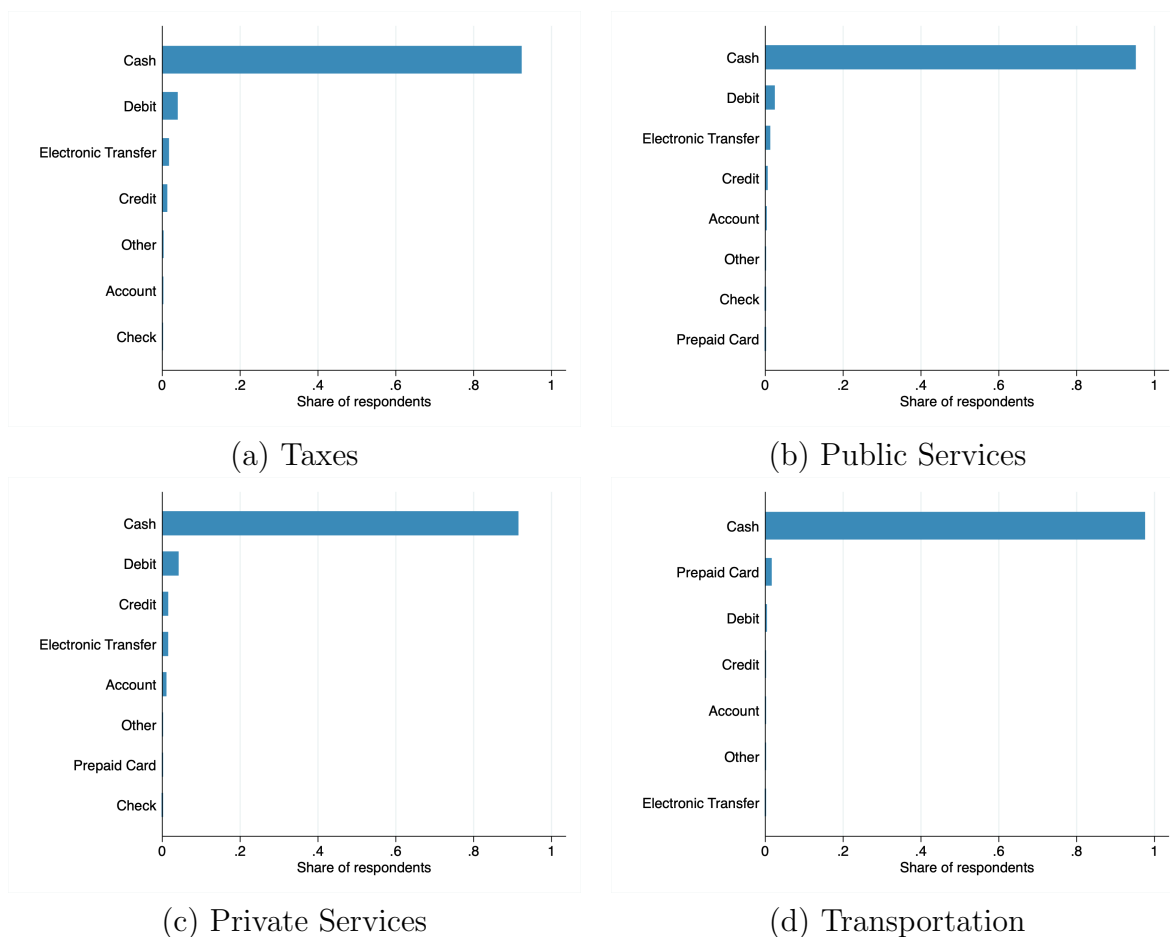 Cash
Debit
Electronic Transfer
Credit
Other
Account
Check
0 .2 .4 .6 .8 1
Share of respondents
(a) Taxes
Cash
Debit
Electronic Transfer
Credit
Account
Other
Check
Prepaid Card
0 .2 .4 .6 .8 1
Share of respondents
(b) Public Services
Cash
Debit
Credit
Electronic Transfer
Account
Other
Prepaid Card
Check
0 .2 .4 .6 .8 1
Share of respondents
(c) Private Services
Cash
Prepaid Card
Debit
Credit
Account
Other
Electronic Transfer
0 .2 .4 .6 .8 1
Share of respondents
(d) Transportation